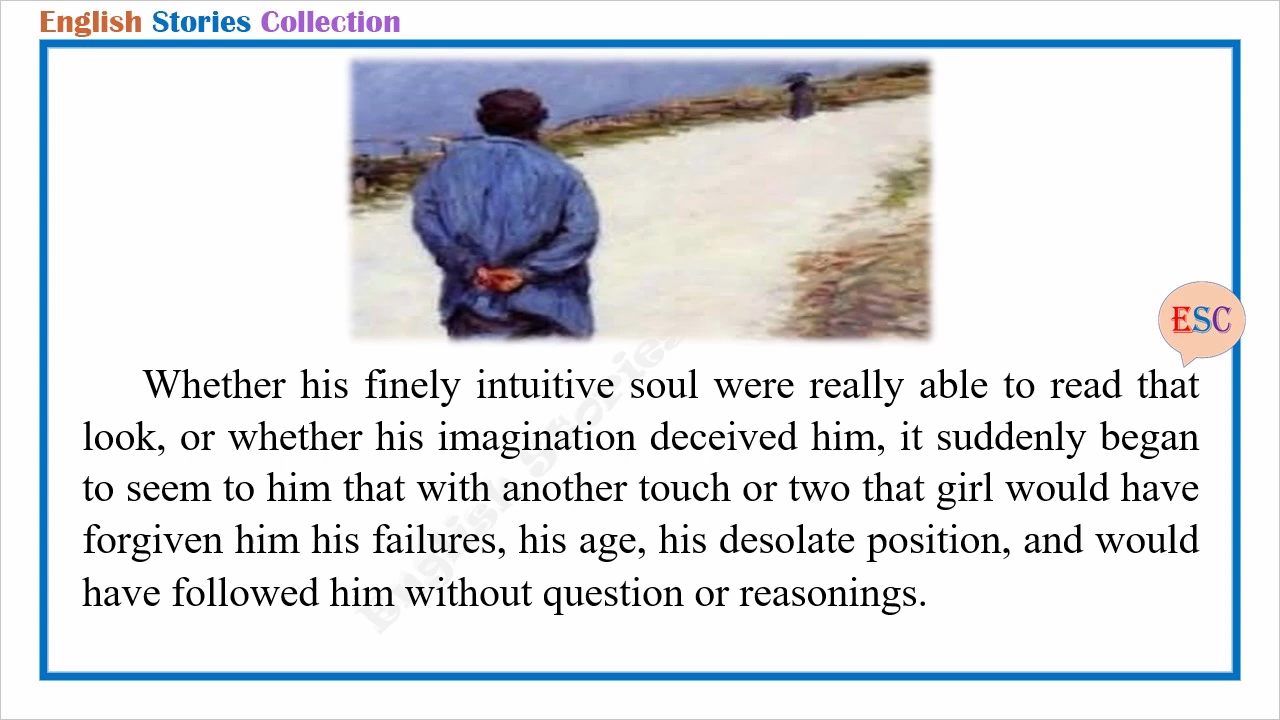 English Stories Collection
ESC
Whether his finely intuitive soul were really able to read that
look, or whether his imagination deceived him, it suddenly began
to seem to him that with another touch or two that girl would have
forgiven him his failures, his age, his desolate position, and would
have followed him without question or reasonings.
English Stories